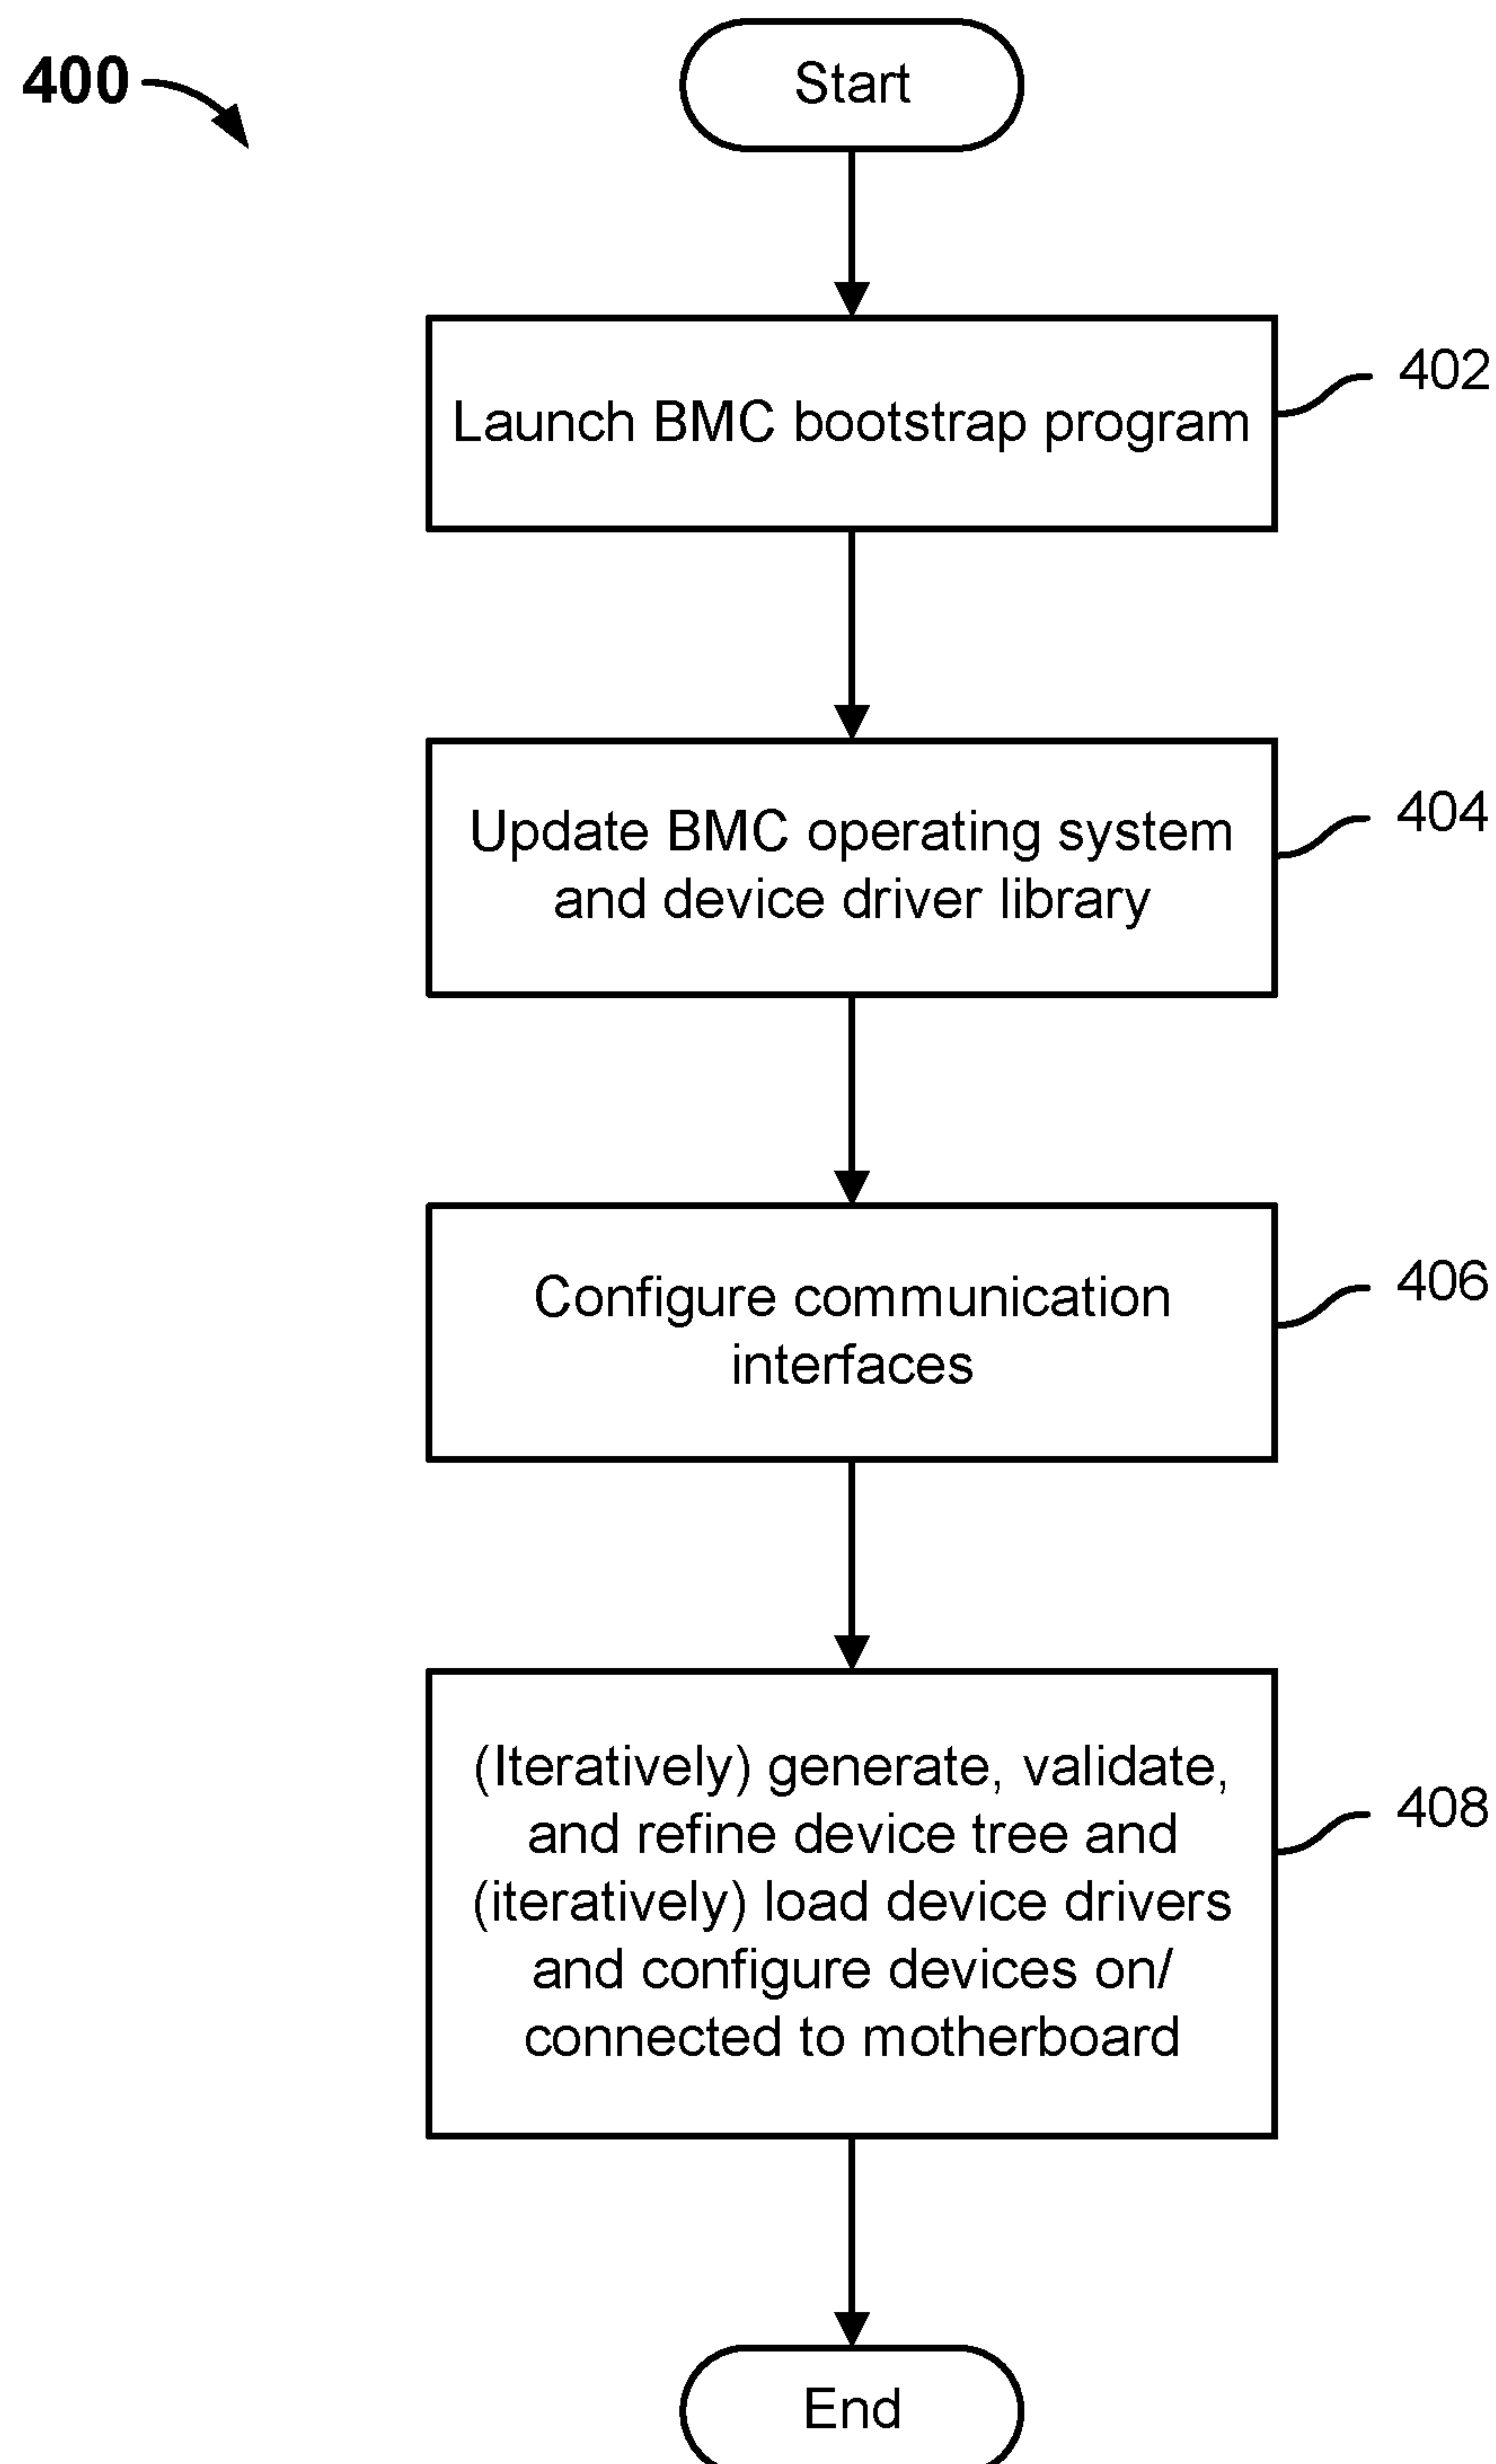 400
Start
Launch BMC bootstrap program
402
Update BMC operating system
and device driver library
404
Configure communication
interfaces
406
(Iteratively) generate, validate,
and refine device tree and
(iteratively) load device drivers
and configure devices on/
connected to motherboard
408
End